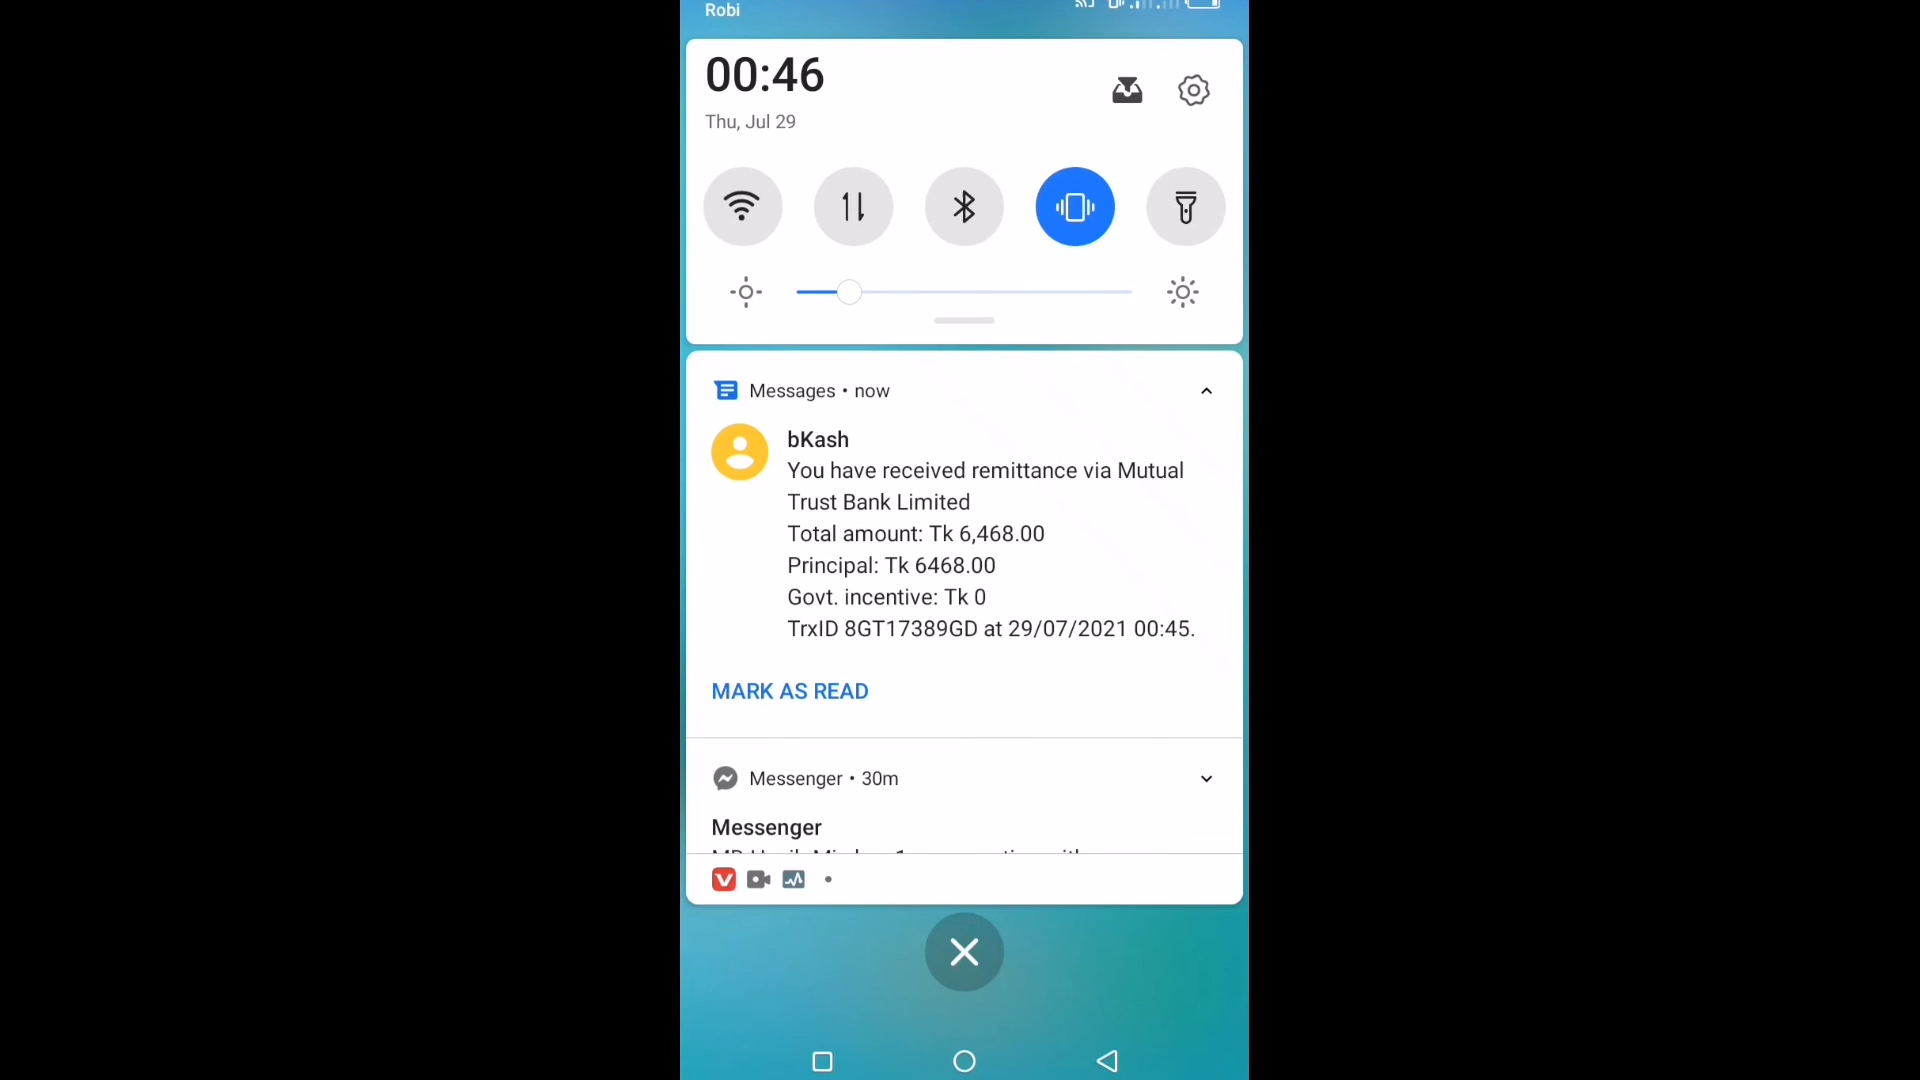 Robi
00:46
Thu, Jul 29
Messages • now
bKash
You have received remittance via Mutual
Trust Bank Limited
Total amount: Tk 6,468.00
Principal: Tk 6468.00
Govt. incentive: Tk 0
TrxID 8GT17389GD at 29/07/2021 00:45.
MARK AS READ
Messenger • 30m
Messenger